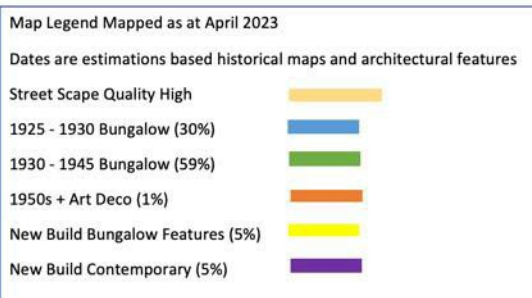 Map Legend Mapped as at April 2023
Dates are estimations based historical maps and architectural features
Street Scape Quality High
1925 - 1930 Bungalow (30%)
1930 - 1945 Bungalow (59%)
1950s + Art Deco (1%)
New Build Bungalow Features (5%)
New Build Contemporary (5%)